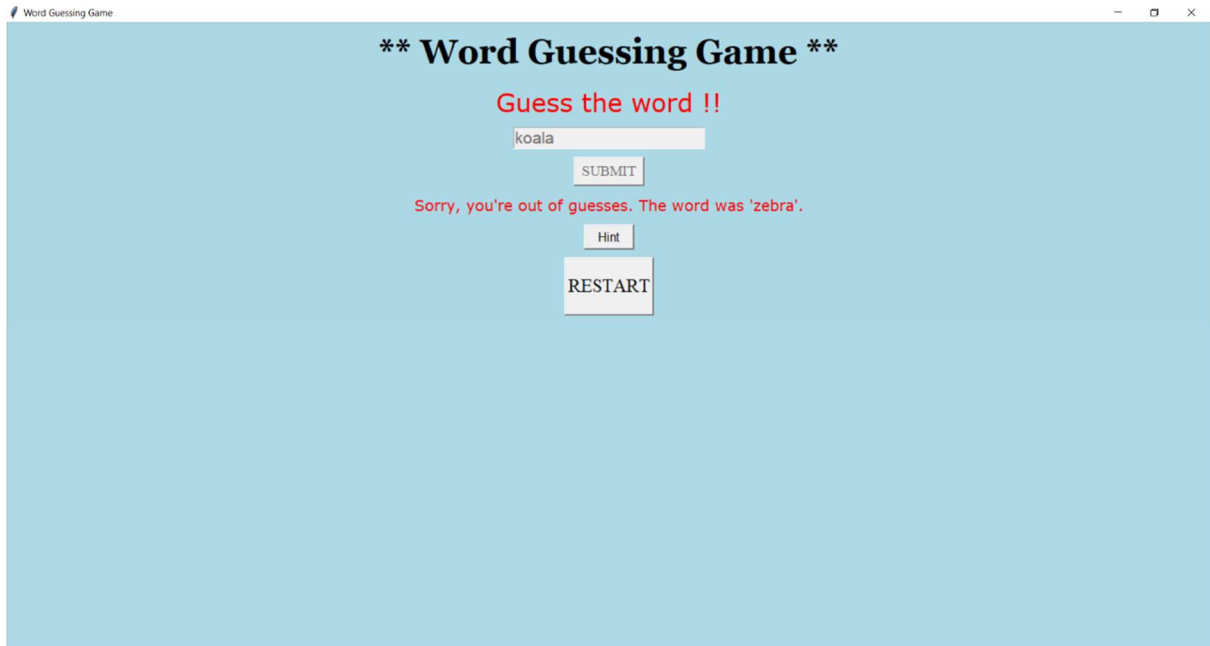 Word Guessing Game
** Word Guessing Game **
Guess the word !!
koala
SUBMIT
Sorry, you're out of guesses. The word was 'zebra'.
Hint
RESTART